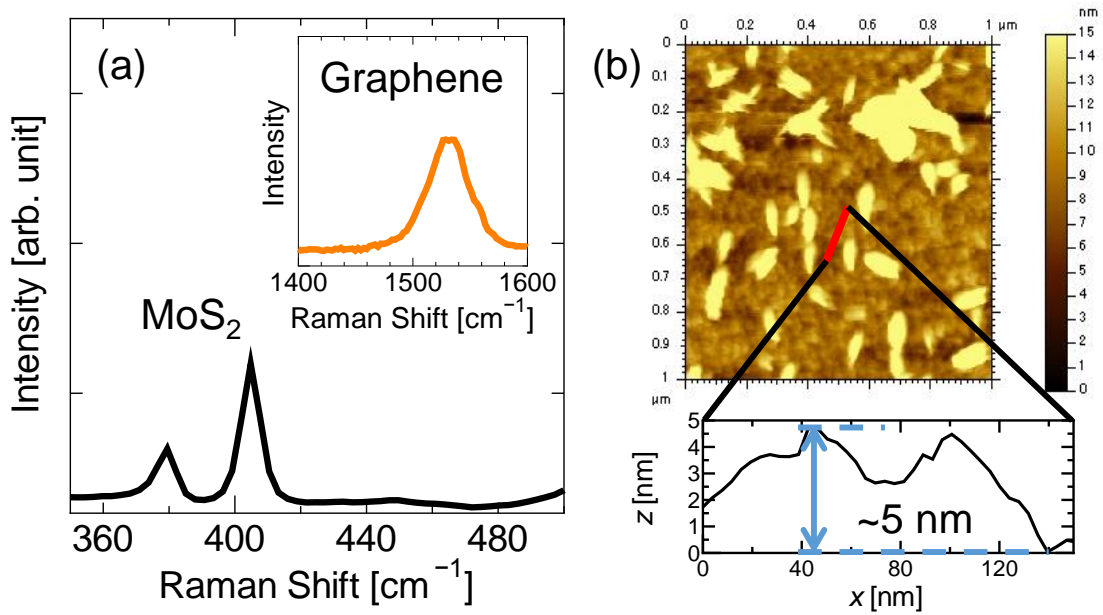 (a)
Graphene
Intensity
1400 1500 1600
Raman Shift [cm⁻¹]
MoS₂
Intensity [arb. unit]
360 400 440 480
Raman Shift [cm⁻¹]
(b)
0 0.2 0.4 0.6 0.8 1
µm
0
0.1
0.2
0.3
0.4
0.5
0.6
0.7
0.8
0.9
1
µm
nm
15
14
13
12
11
10
9
8
7
6
5
4
3
2
1
0
5
4
3
2
1
0
z [nm]
~5 nm
0 40 80 120
x [nm]